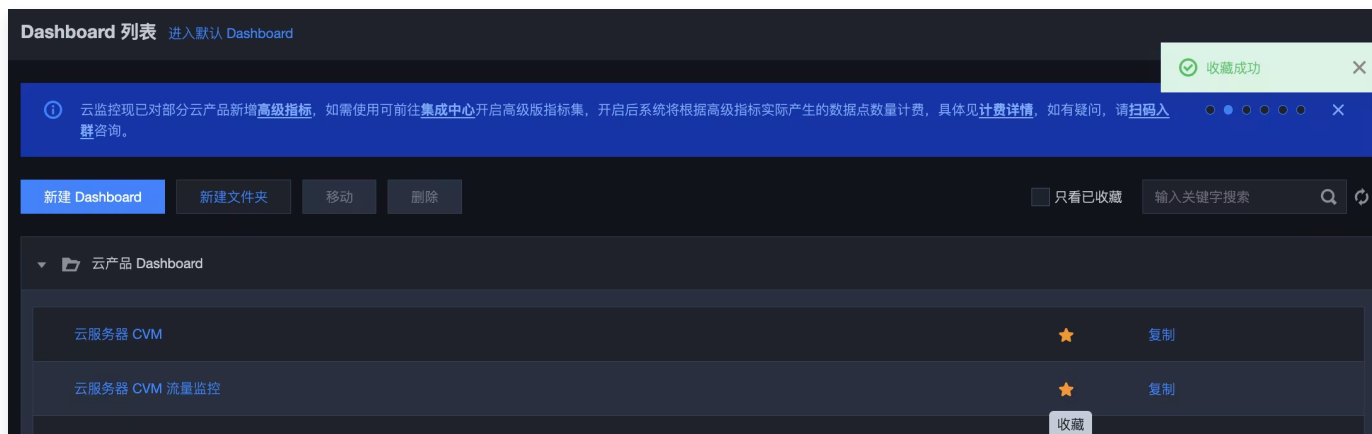 Dashboard 列表 进入默认 Dashboard
收藏成功
云监控现已对部分云产品新增高级指标，如需使用可前往集成中心开启高级版指标集，开启后系统将根据高级指标实际产生的数据点数量计费，具体见计费详情，如有疑问，请扫码入
群咨询。
新建 Dashboard 新建文件夹 移动 删除 只看已收藏 输入关键字搜索
云产品 Dashboard
云服务器 CVM 复制
云服务器 CVM 流量监控 复制
收藏